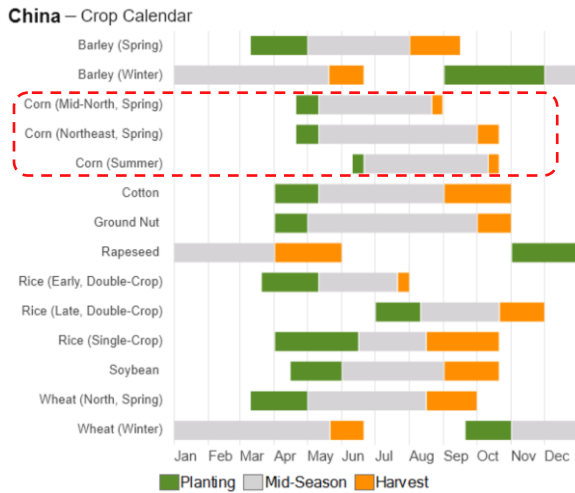 China – Crop Calendar
Barley (Spring)
Barley (Winter)
Corn (Mid-North, Spring)
Corn (Northeast, Spring)
Corn (Summer)
Cotton
Ground Nut
Rapeseed
Rice (Early, Double-Crop)
Rice (Late, Double-Crop)
Rice (Single-Crop)
Soybean
Wheat (North, Spring)
Wheat (Winter)
Jan Feb Mar Apr May Jun Jul Aug Sep Oct Nov Dec
Planting Mid-Season Harvest